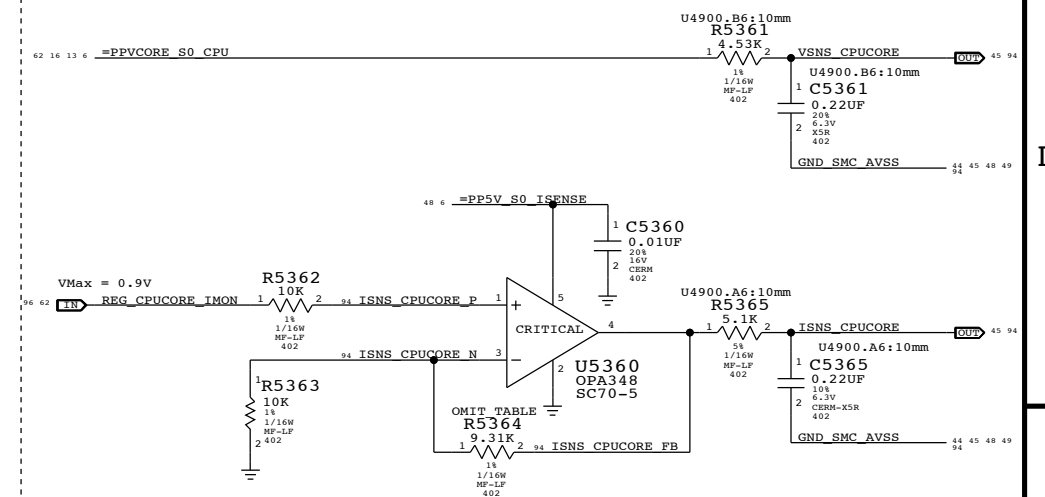 U4900.B6:10mm
R5361
4.53K
62 16 13 6 =PPVCORE_S0_CPU 1 2 VSNS_CPUCORE OUT 45 94
1%
1/16W
MF-LF
402
U4900.B6:10mm
1 C5361
0.22UF
20%
2 6.3V
X5R
402
GND_SMC_AVSS 44 45 48 49
94
I
48 6 =PP5V_S0_ISENSE
1 C5360
0.01UF
20%
2 16V
CERM
402
VMax = 0.9V
R5362
10K
96 62 IN REG_CPUCORE_IMON 1 2 94 ISNS_CPUCORE_P 1 + 5
1%
1/16W
MF-LF
402
CRITICAL 4
U4900.A6:10mm
R5365
5.1K
1 2 ISNS_CPUCORE OUT 45 94
5%
1/16W
MF-LF
402
94 ISNS_CPUCORE_N 3 - 2
U5360
OPA348
SC70-5
U4900.A6:10mm
1 C5365
0.22UF
10%
2 6.3V
CERM-X5R
402
GND_SMC_AVSS 44 45 48 49
94
1 R5363
10K
1%
1/16W
MF-LF
2 402
OMIT_TABLE
R5364
9.31K
1 2 94 ISNS_CPUCORE_FB
1%
1/16W
MF-LF
402